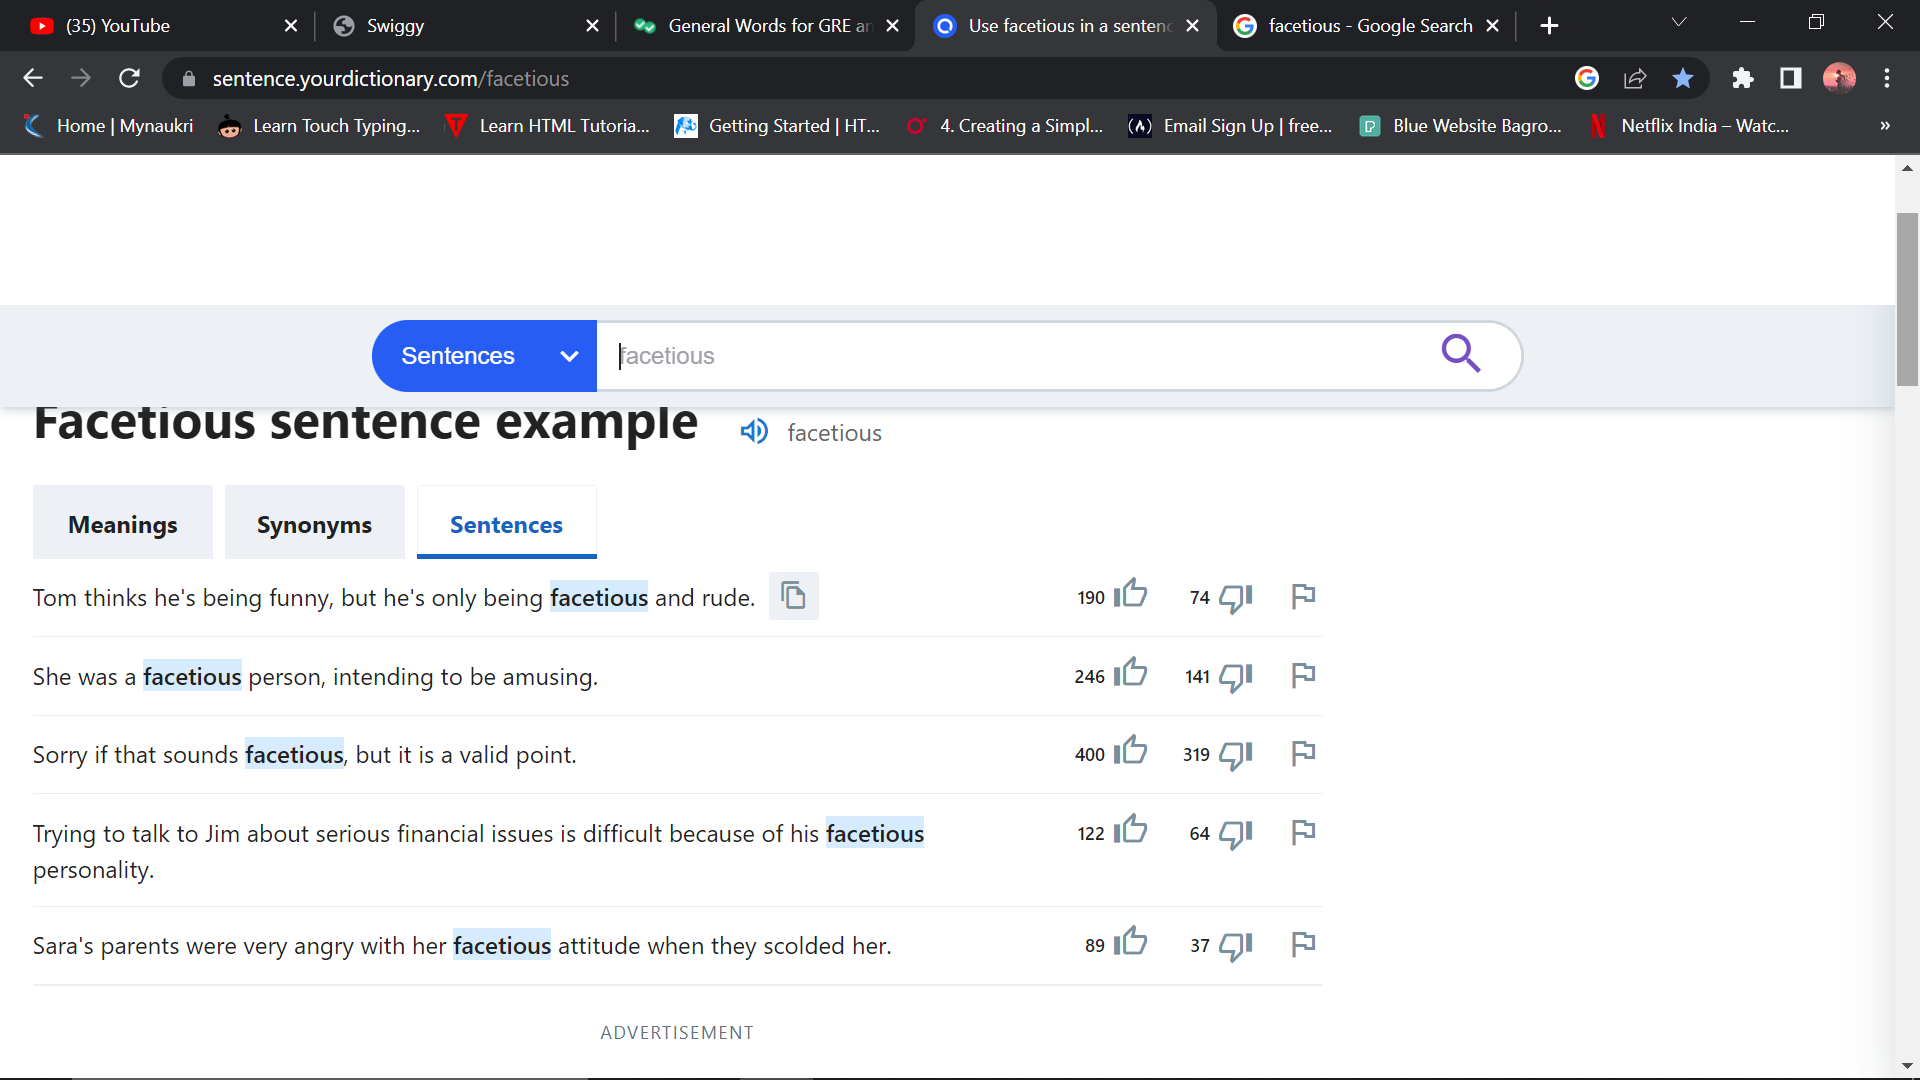 (35) YouTube
Swiggy
General Words for GRE an
Use facetious in a sentenc
facetious - Google Search
sentence.yourdictionary.com/facetious
Home | Mynaukri
Learn Touch Typing...
Learn HTML Tutoria...
Getting Started | HT...
4. Creating a Simpl...
Email Sign Up | free...
Blue Website Bagro...
Netflix India – Watc...
»
Sentences
facetious
Facetious sentence example
facetious
Meanings
Synonyms
Sentences
Tom thinks he's being funny, but he's only being facetious and rude.
190
74
She was a facetious person, intending to be amusing.
246
141
Sorry if that sounds facetious, but it is a valid point.
400
319
Trying to talk to Jim about serious financial issues is difficult because of his facetious
personality.
122
64
Sara's parents were very angry with her facetious attitude when they scolded her.
89
37
ADVERTISEMENT